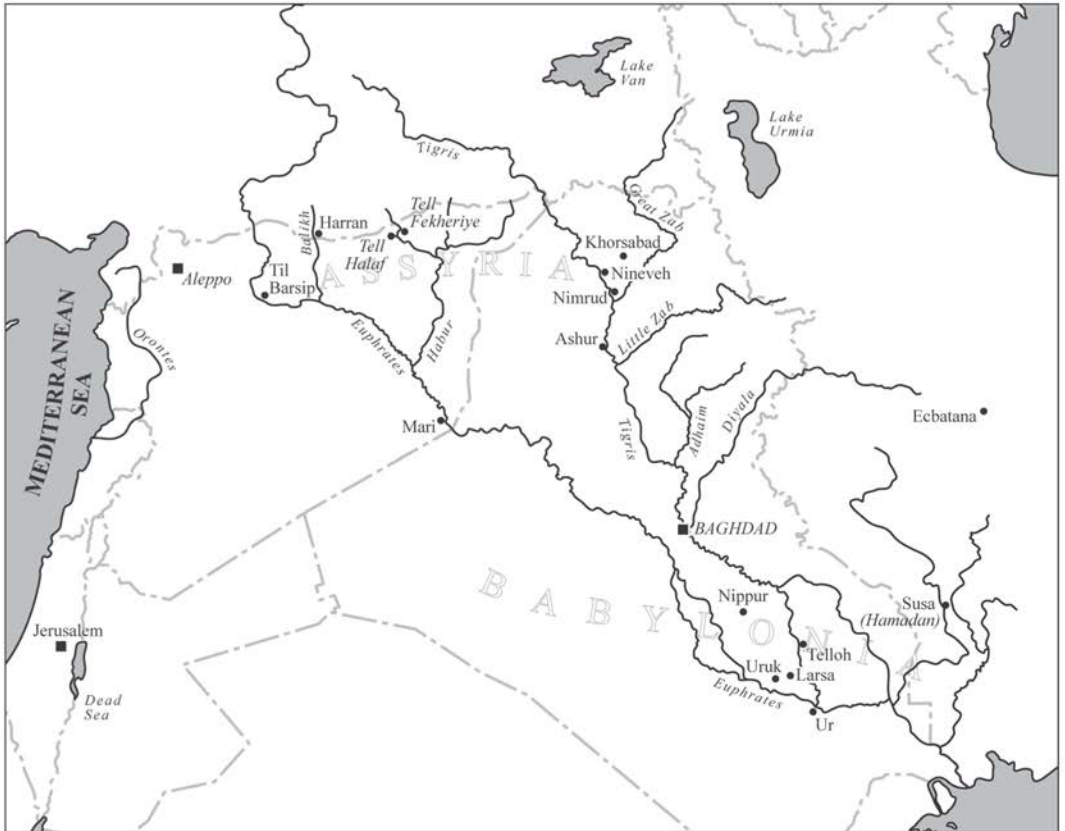 Lake
Van
Lake
Urmia
Tigris
Great Zab
Tell
Fekheriye
Harran
Balikh
Tell
Halaf
Khorsabad
ASSYRIA
Nineveh
Aleppo
Til
Barsip
Nimrud
Orontes
Euphrates
Habur
Ashur
Little Zab
MEDITERRANEAN
SEA
Mari
Tigris
Adhaim
Diyala
Ecbatana
BAGHDAD
BABYLONIA
Nippur
Susa
(Hamadan)
Jerusalem
Telloh
Uruk
Larsa
Euphrates
Dead
Sea
Ur